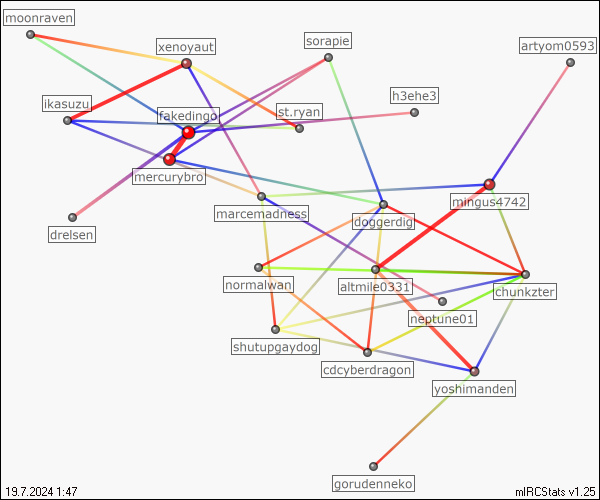 moonraven
xenoyaut
sorapie
artyom0593
h3ehe3
ikasuzu
fakedingo
st.ryan
mercurybro
mingus4742
marcemadness
doggerdig
drelsen
normalwan
altmile0331
chunkzter
neptune01
shutupgaydog
cdcyberdragon
yoshimanden
gorudenneko
19.7.2024 1:47
mIRCStats v1.25